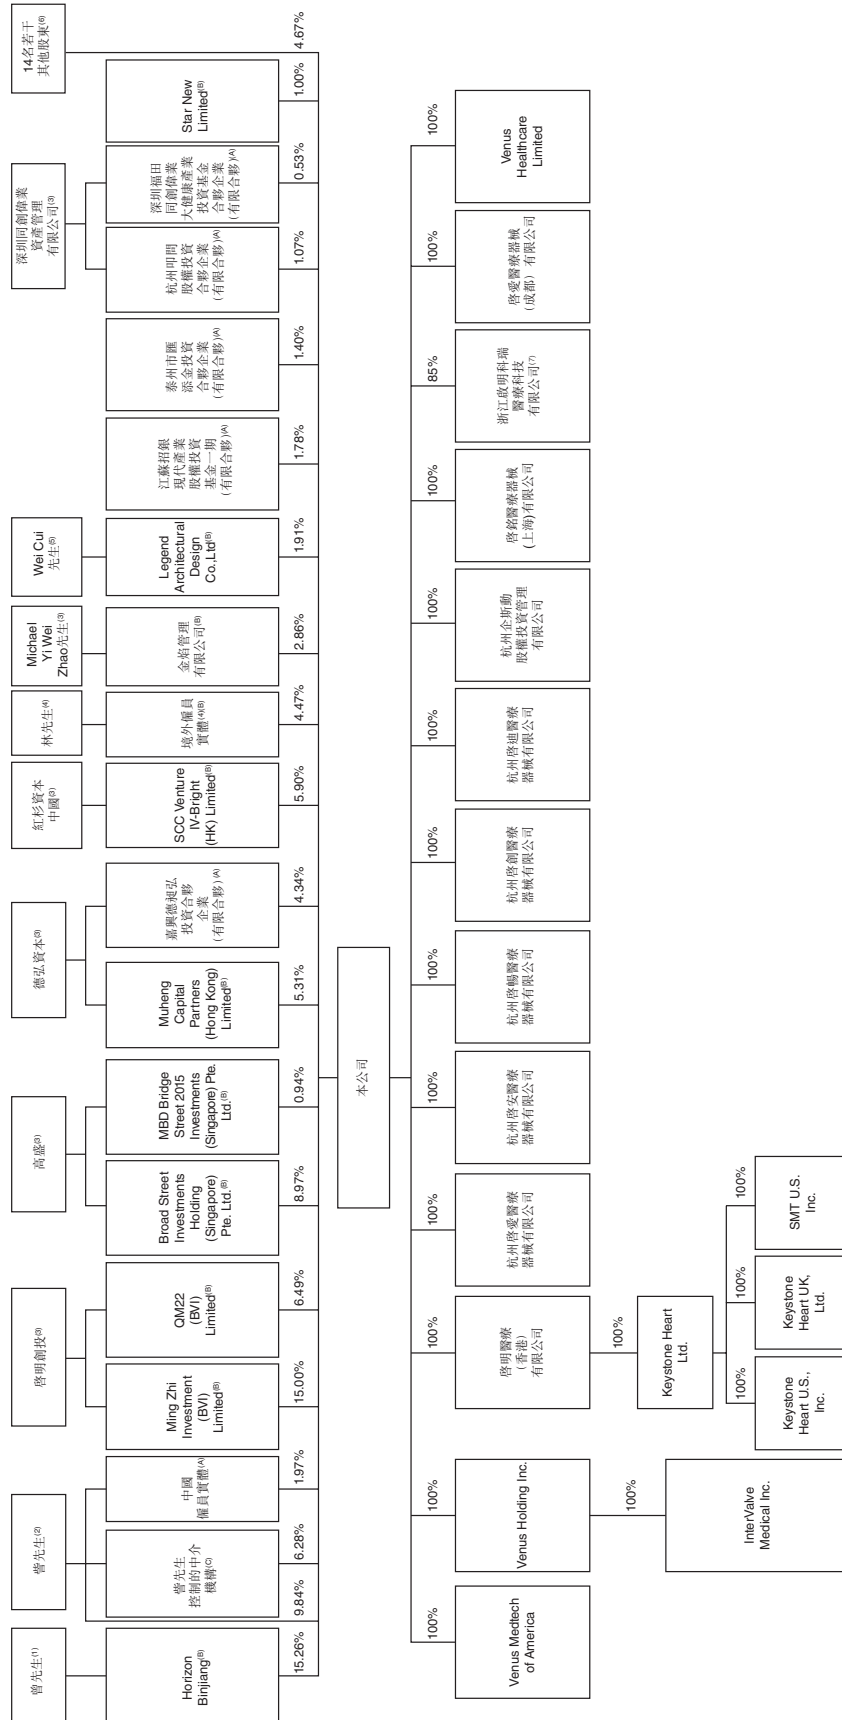 曾先生(1)
訾先生(2)
啓明創投(3)
高盛(3)
德弘資本(3)
紅杉資本
中國(3)
林先生(4)
Michael
Yi Wei
Zhao先生(3)
Wei Cui
先生(5)
深圳同創偉業
資產管理
有限公司(3)
14名若干
其他股東(6)
Horizon
Binjiang(B)
訾先生
控制的中介
機構(C)
中國
僱員實體(A)
Ming Zhi
Investment
(BVI)
Limited(B)
QM22
(BVI)
Limited(B)
Broad Street
Investments
Holding
(Singapore)
Pte. Ltd.(B)
MBD Bridge
Street 2015
Investments
(Singapore) Pte.
Ltd.(B)
Muheng
Capital
Partners
(Hong Kong)
Limited(B)
嘉興德昶弘
投資合夥
企業
(有限合夥)(A)
SCC Venture
IV-Bright
(HK) Limited(B)
境外僱員
實體(4)(B)
金焰管理
有限公司(B)
Legend
Architectural
Design
Co.,Ltd(B)
江蘇招銀
現代產業
股權投資
基金一期
(有限合夥)(A)
泰州市匯
添金投資
合夥企業
(有限合夥)(A)
杭州叩問
股權投資
合夥企業
(有限合夥)(A)
深圳福田
同創偉業
大健康產業
投資基金
合夥企業
(有限合夥)(A)
Star New
Limited(B)
15.26%
9.84%
6.28%
1.97%
15.00%
6.49%
8.97%
0.94%
5.31%
4.34%
5.90%
4.47%
2.86%
1.91%
1.78%
1.40%
1.07%
0.53%
1.00%
4.67%
本公司
100%
100%
100%
100%
100%
100%
100%
100%
100%
100%
85%
100%
100%
Venus Medtech
of America
Venus Holding Inc.
啓明醫療
(香港)
有限公司
杭州啓愛醫療
器械有限公司
杭州啓安醫療
器械有限公司
杭州啓暢醫療
器械有限公司
杭州啓創醫療
器械有限公司
杭州啓迪醫療
器械有限公司
杭州企斯動
股權投資管理
有限公司
啓銘醫療器械
(上海)有限公司
浙江啟明科瑞
醫療科技
有限公司(7)
啓愛醫療器械
(成都) 有限公司
Venus
Healthcare
Limited
100%
100%
InterValve
Medical Inc.
Keystone Heart
Ltd.
100%
100%
100%
Keystone
Heart U.S.,
Inc.
Keystone
Heart UK,
Ltd.
SMT U.S.
Inc.